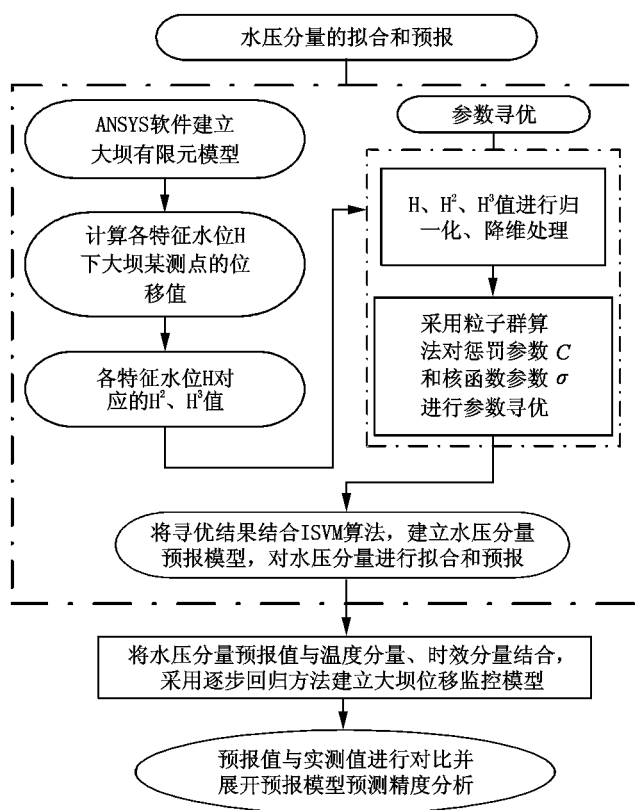 水压分量的拟合和预报
ANSYS软件建立
大坝有限元模型
计算各特征水位H
下大坝某测点的位
移值
各特征水位H对
应的H²、H³值
参数寻优
H、H²、H³值进行归
一化、降维处理
采用粒子群算
法对惩罚参数 C
和核函数参数 σ
进行参数寻优
将寻优结果结合ISVM算法，建立水压分量
预报模型，对水压分量进行拟合和预报
将水压分量预报值与温度分量、时效分量结合，
采用逐步回归方法建立大坝位移监控模型
预报值与实测值进行对比并
展开预报模型预测精度分析